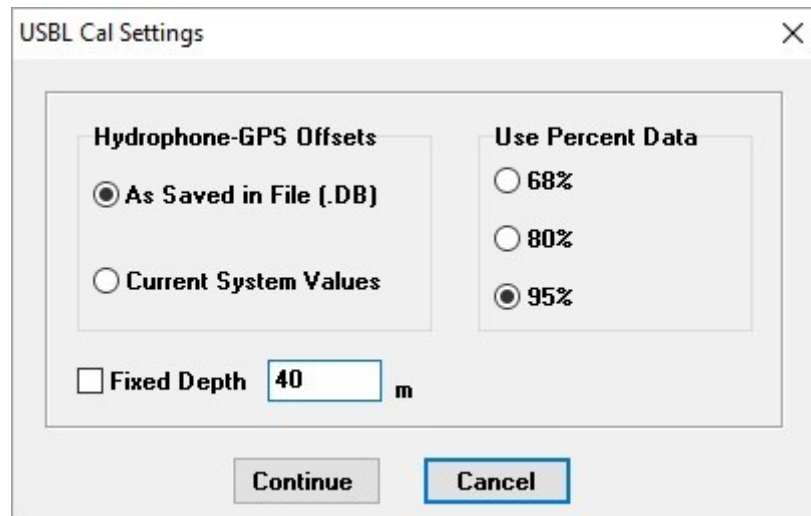 USBL Cal Settings
Hydrophone-GPS Offsets
As Saved in File (.DB)
Current System Values
Use Percent Data
68%
80%
95%
Fixed Depth 40 m
Continue Cancel